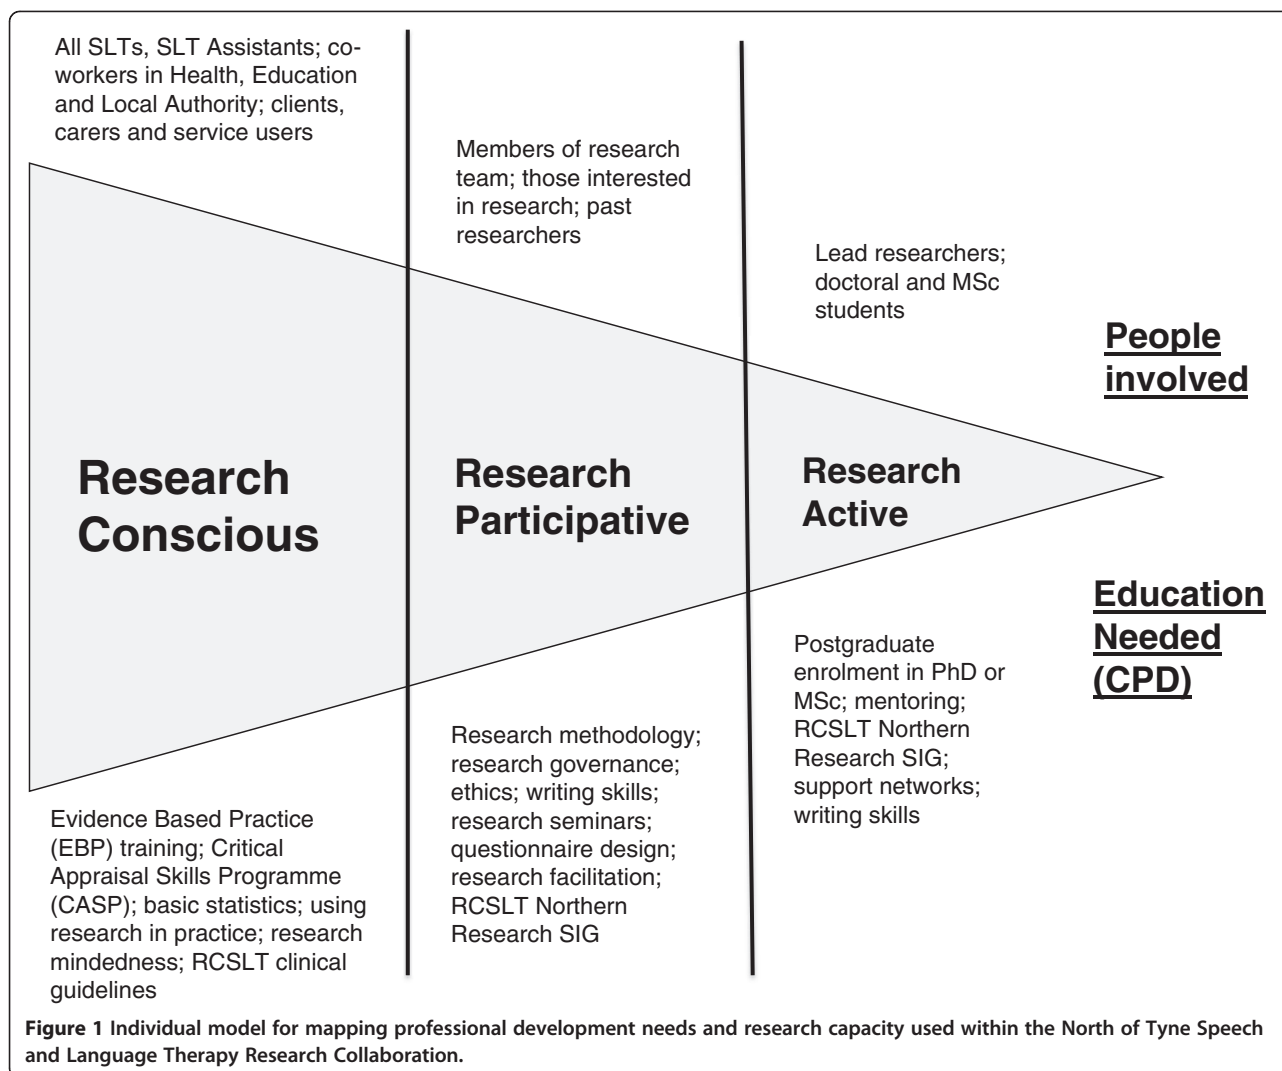 All SLTs, SLT Assistants; co-
workers in Health, Education
and Local Authority; clients,
carers and service users
Members of research
team; those interested
in research; past
researchers
Lead researchers;
doctoral and MSc
students
People
involved
Research
Conscious
Research
Participative
Research
Active
Education
Needed
(CPD)
Evidence Based Practice
(EBP) training; Critical
Appraisal Skills Programme
(CASP); basic statistics; using
research in practice; research
mindedness; RCSLT clinical
guidelines
Research methodology;
research governance;
ethics; writing skills;
research seminars;
questionnaire design;
research facilitation;
RCSLT Northern
Research SIG
Postgraduate
enrolment in PhD or
MSc; mentoring;
RCSLT Northern
Research SIG;
support networks;
writing skills
Figure 1 Individual model for mapping professional development needs and research capacity used within the North of Tyne Speech
and Language Therapy Research Collaboration.